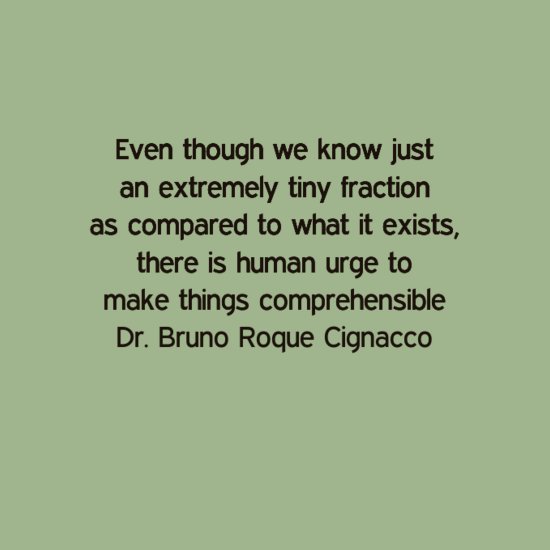 Even though we know just
an extremely tiny fraction
as compared to what it exists,
there is human urge to
make things comprehensible
Dr. Bruno Roque Cignacco